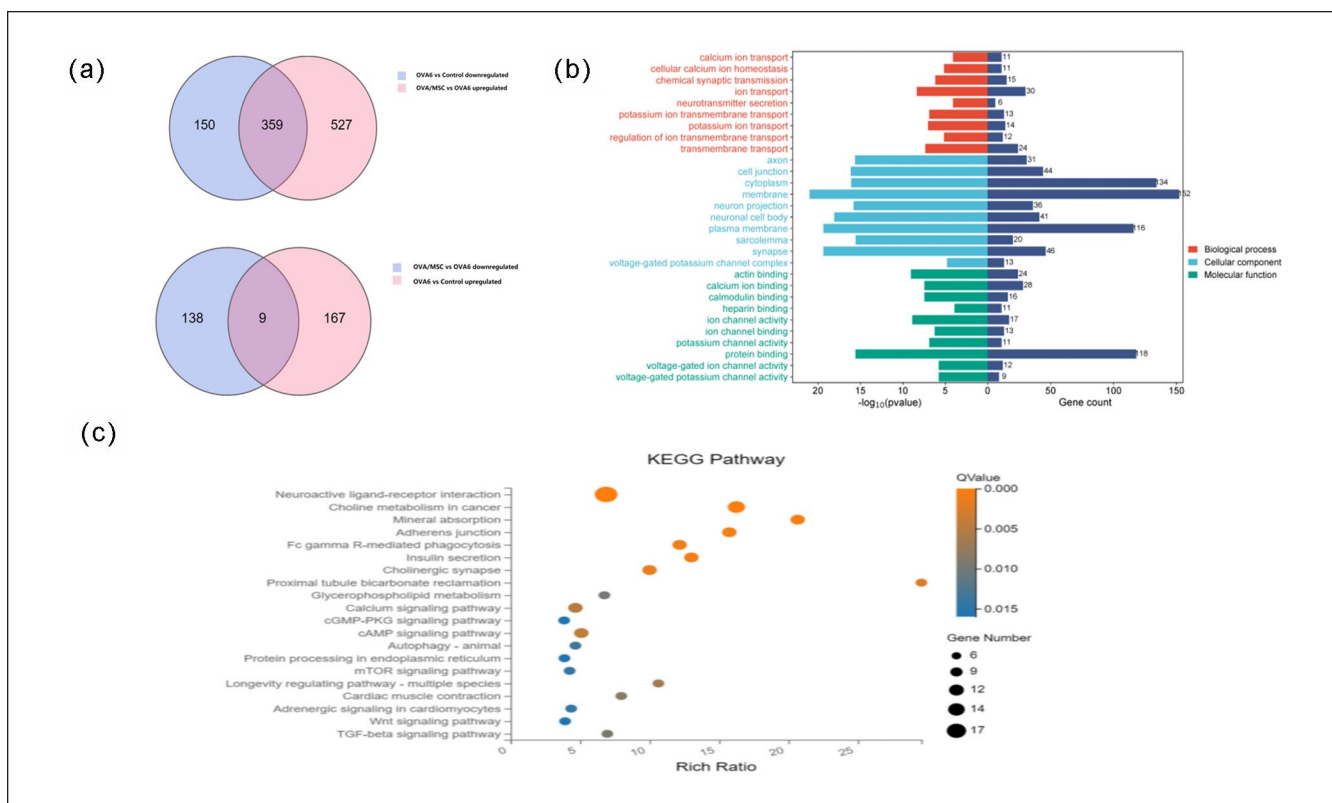 (a)
OVA6 vs Control downregulated
OVA/MSC vs OVA6 upregulated
150
359
527
OVA/MSC vs OVA6 downregulated
OVA6 vs Control upregulated
138
9
167
(b)
calcium ion transport 11
cellular calcium ion homeostasis 11
chemical synaptic transmission 15
ion transport 30
neurotransmitter secretion 6
potassium ion transmembrane transport 13
potassium ion transport 14
regulation of ion transmembrane transport 12
transmembrane transport 24
axon 31
cell junction 44
cytoplasm 134
membrane 152
neuron projection 36
neuronal cell body 41
plasma membrane 116
sarcolemma 20
synapse 46
voltage-gated potassium channel complex 13
actin binding 24
calcium ion binding 28
calmodulin binding 16
heparin binding 11
ion channel activity 17
ion channel binding 13
potassium channel activity 11
protein binding 118
voltage-gated ion channel activity 12
voltage-gated potassium channel activity 9
20 15 10 5 0 50 100 150
-log10(pvalue) Gene count
Biological process
Cellular component
Molecular function
(c)
KEGG Pathway
Neuroactive ligand-receptor interaction
Choline metabolism in cancer
Mineral absorption
Adherens junction
Fc gamma R-mediated phagocytosis
Insulin secretion
Cholinergic synapse
Proximal tubule bicarbonate reclamation
Glycerophospholipid metabolism
Calcium signaling pathway
cGMP-PKG signaling pathway
cAMP signaling pathway
Autophagy - animal
Protein processing in endoplasmic reticulum
mTOR signaling pathway
Longevity regulating pathway - multiple species
Cardiac muscle contraction
Adrenergic signaling in cardiomyocytes
Wnt signaling pathway
TGF-beta signaling pathway
0 5 10 15 20 25
Rich Ratio
QValue
0.000
0.005
0.010
0.015
Gene Number
6
9
12
14
17